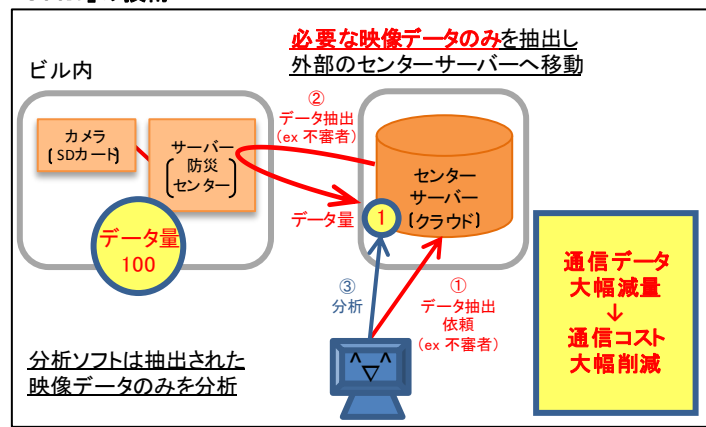 必要な映像データのみを抽出し
外部のセンターサーバーへ移動
ビル内
②
データ抽出
(ex 不審者)
カメラ
(SDカード)
サーバー
防災
センター
センター
サーバー
(クラウド)
データ量
1
データ量
100
③
分析
①
データ抽出
依頼
(ex 不審者)
通信データ
大幅減量
↓
通信コスト
大幅削減
分析ソフトは抽出された
映像データのみを分析